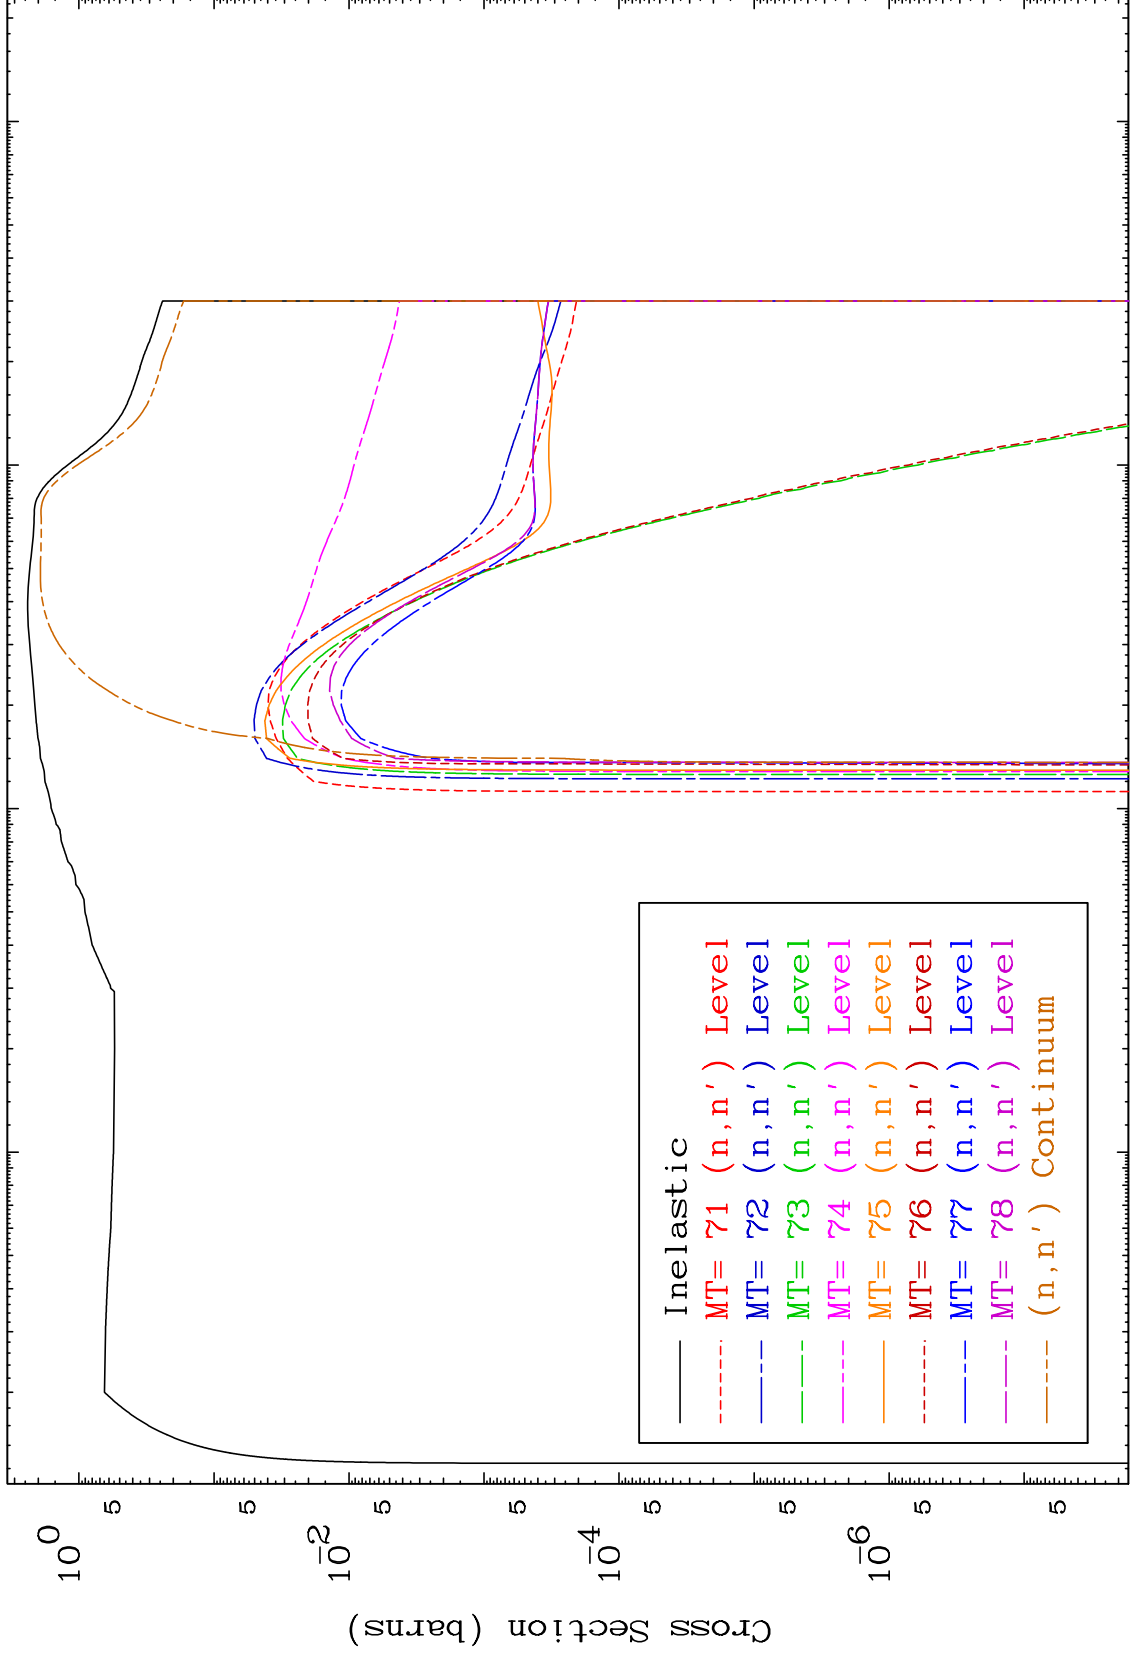 Cross Section (barns)
10^0
5
5
10^-2
5
5
10^-4
5
5
10^-6
5
5
Inelastic
MT= 71 (n,n') Level
MT= 72 (n,n') Level
MT= 73 (n,n') Level
MT= 74 (n,n') Level
MT= 75 (n,n') Level
MT= 76 (n,n') Level
MT= 77 (n,n') Level
MT= 78 (n,n') Level
(n,n') Continuum